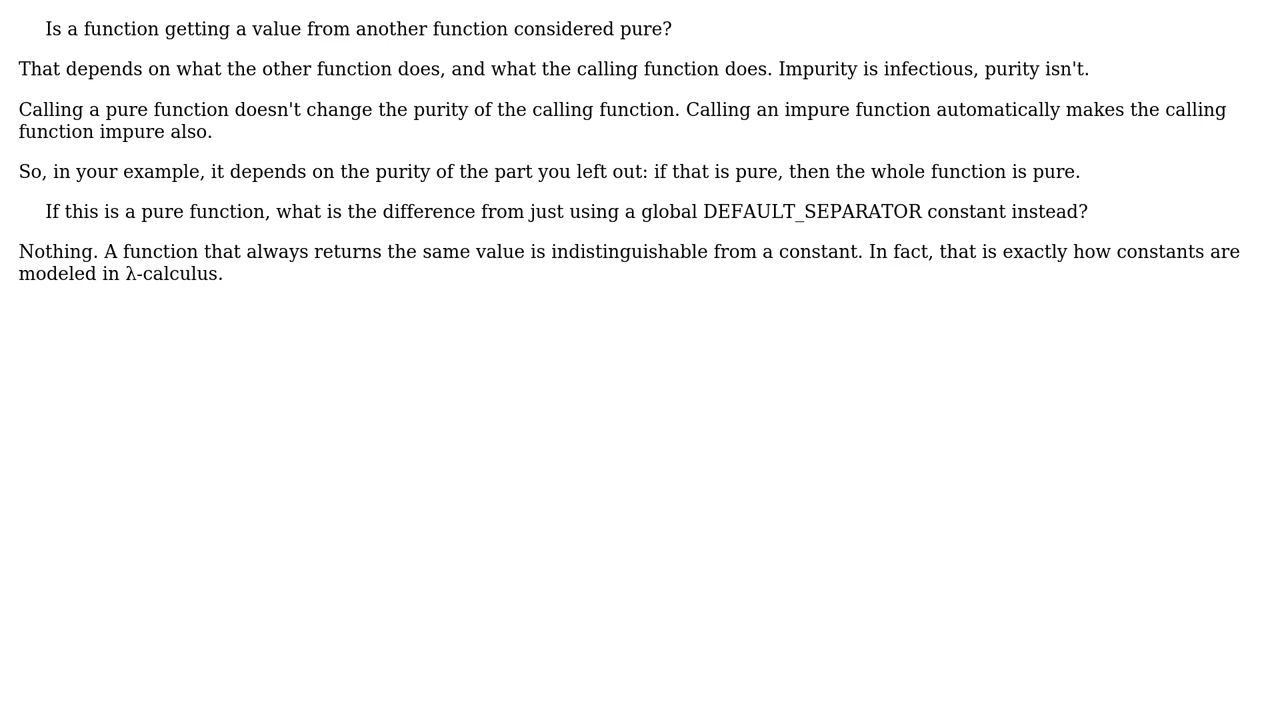 Is a function getting a value from another function considered pure?
That depends on what the other function does, and what the calling function does. Impurity is infectious, purity isn't.
Calling a pure function doesn't change the purity of the calling function. Calling an impure function automatically makes the calling
function impure also.
So, in your example, it depends on the purity of the part you left out: if that is pure, then the whole function is pure.
If this is a pure function, what is the difference from just using a global DEFAULT_SEPARATOR constant instead?
Nothing. A function that always returns the same value is indistinguishable from a constant. In fact, that is exactly how constants are
modeled in λ-calculus.